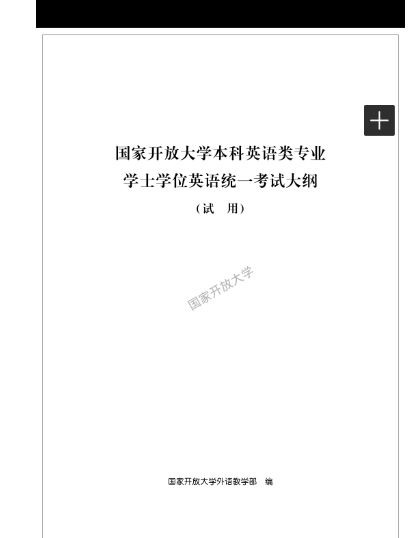 国家开放大学本科英语类专业
学士学位英语统一考试大纲
(试 用)
国家开放大学
国家开放大学外语教学部 编